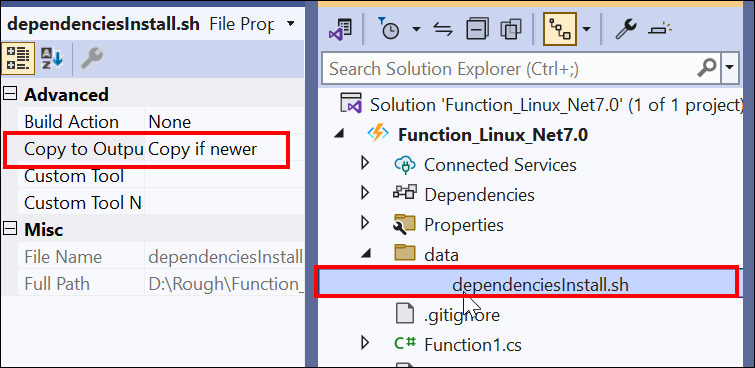 dependenciesInstall.sh File Prop
Advanced
Build Action None
Copy to Outpu Copy if newer
Custom Tool
Custom Tool N
Misc
File Name dependenciesInstall
Full Path D:\Rough\Function_
Search Solution Explorer (Ctrl+;)
Solution 'Function_Linux_Net7.0' (1 of 1 project)
Function_Linux_Net7.0
Connected Services
Dependencies
Properties
data
dependenciesInstall.sh
.gitignore
C# Function1.cs